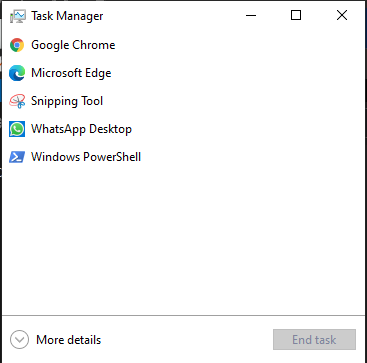 Task Manager
Google Chrome
Microsoft Edge
Snipping Tool
WhatsApp Desktop
Windows PowerShell
More details
End task